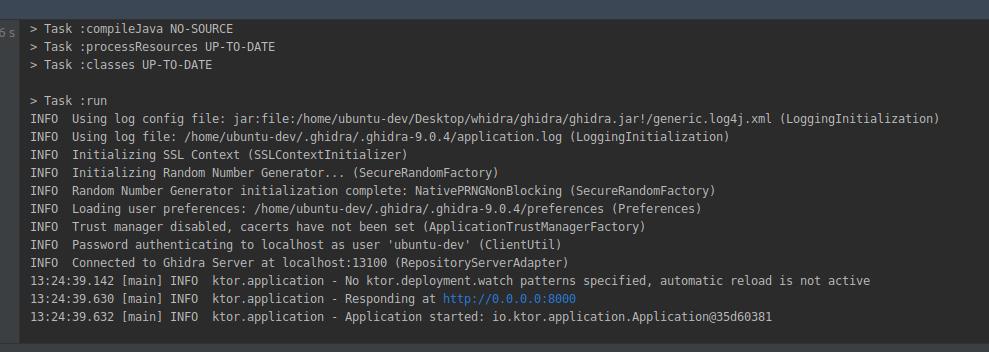 6 s
> Task :compileJava NO-SOURCE
> Task :processResources UP-TO-DATE
> Task :classes UP-TO-DATE
> Task :run
INFO  Using log config file: jar:file:/home/ubuntu-dev/Desktop/whidra/ghidra/ghidra.jar!/generic.log4j.xml (LoggingInitialization)
INFO  Using log file: /home/ubuntu-dev/.ghidra/.ghidra-9.0.4/application.log (LoggingInitialization)
INFO  Initializing SSL Context (SSLContextInitializer)
INFO  Initializing Random Number Generator... (SecureRandomFactory)
INFO  Random Number Generator initialization complete: NativePRNGNonBlocking (SecureRandomFactory)
INFO  Loading user preferences: /home/ubuntu-dev/.ghidra/.ghidra-9.0.4/preferences (Preferences)
INFO  Trust manager disabled, cacerts have not been set (ApplicationTrustManagerFactory)
INFO  Password authenticating to localhost as user 'ubuntu-dev' (ClientUtil)
INFO  Connected to Ghidra Server at localhost:13100 (RepositoryServerAdapter)
13:24:39.142 [main] INFO  ktor.application - No ktor.deployment.watch patterns specified, automatic reload is not active
13:24:39.630 [main] INFO  ktor.application - Responding at http://0.0.0.0:8000
13:24:39.632 [main] INFO  ktor.application - Application started: io.ktor.application.Application@35d60381